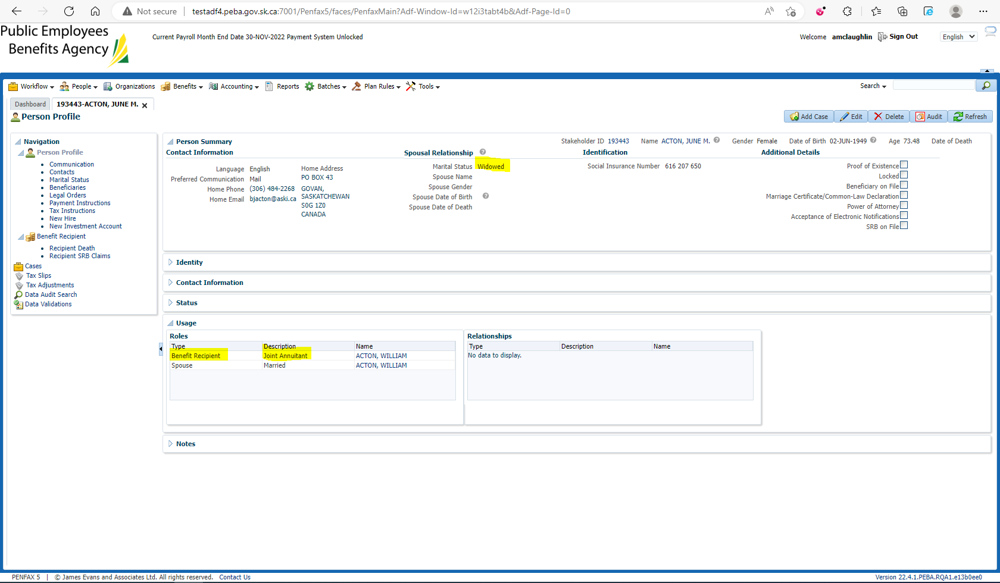 Not secure | testadf4.peba.gov.sk.ca:7001/Penfax5/faces/PenfaxMain?Adf-Window-Id=w12i3tabt4b&Adf-Page-Id=0
Public Employees
Benefits Agency
Current Payroll Month End Date 30-NOV-2022 Payment System Unlocked
Welcome amclaughlin Sign Out English
Workflow People Organizations Benefits Accounting Reports Batches Plan Rules Tools Search
Dashboard 193443-ACTON, JUNE M. x
Person Profile
Add Case Edit Delete Audit Refresh
Navigation
Person Profile
Communication
Contacts
Marital Status
Beneficiaries
Legal Orders
Payment Instructions
Tax Instructions
New Hire
New Investment Account
Benefit Recipient
Recipient Death
Recipient SRB Claims
Cases
Tax Slips
Tax Adjustments
Data Audit Search
Data Validations
Person Summary
Stakeholder ID 193443 Name ACTON, JUNE M. Gender Female Date of Birth 02-JUN-1949 Age 73.48 Date of Death
Contact Information
Language English
Preferred Communication Mail
Home Phone (306) 484-2268
Home Email bjacton@aski.ca
Home Address
PO BOX 43
GOVAN,
SASKATCHEWAN
S0G 1Z0
CANADA
Spousal Relationship
Marital Status Widowed
Spouse Name
Spouse Gender
Spouse Date of Birth
Spouse Date of Death
Identification
Social Insurance Number 616 207 650
Additional Details
Proof of Existence
Locked
Beneficiary on File
Marriage Certificate/Common-Law Declaration
Power of Attorney
Acceptance of Electronic Notifications
SRB on File
Identity
Contact Information
Status
Usage
Roles
Type Description Name
Benefit Recipient Joint Annuitant ACTON, WILLIAM
Spouse Married ACTON, WILLIAM
Relationships
Type Description Name
No data to display.
Notes
PENFAX 5 | © James Evans and Associates Ltd. All rights reserved. Contact Us
Version 22.4.1.PEBA.RQA1.e13b0ee0